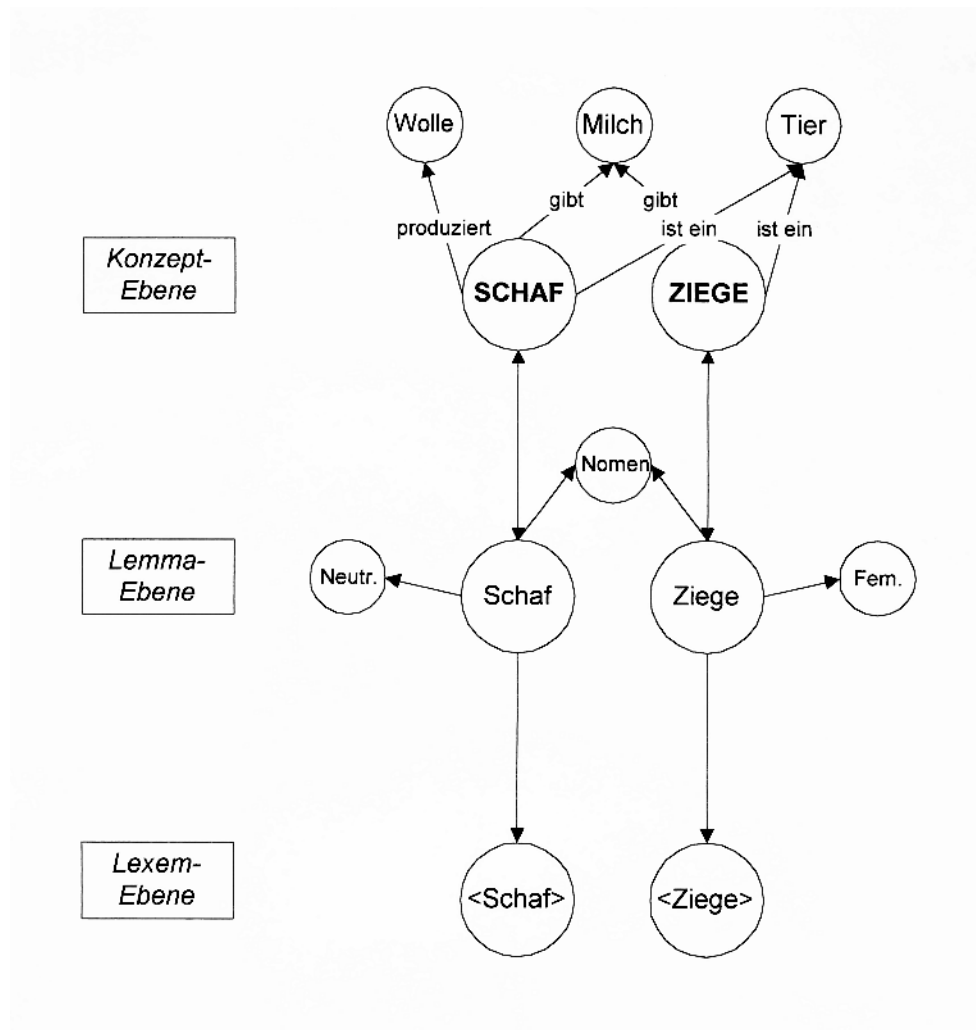 Wolle
Milch
Tier
gibt
gibt
produziert
ist ein
ist ein
Konzept-
Ebene
SCHAF
ZIEGE
Nomen
Lemma-
Ebene
Neutr.
Schaf
Ziege
Fem.
Lexem-
Ebene
<Schaf>
<Ziege>